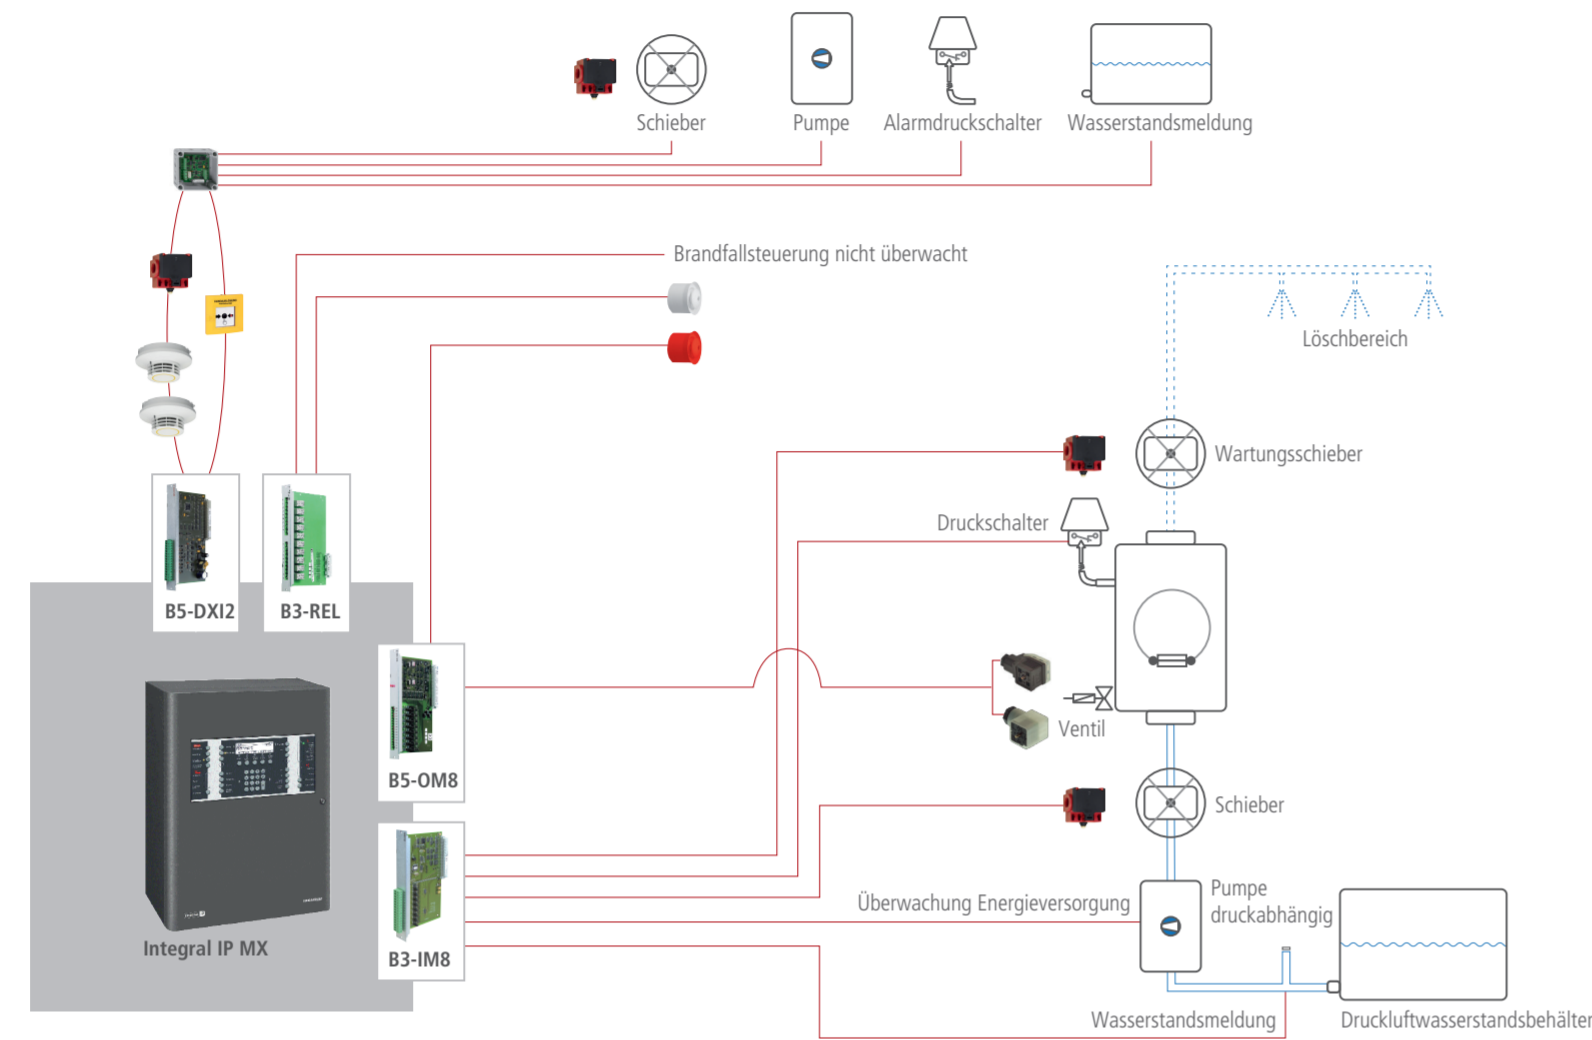 Schieber
Pumpe
Alarmdruckschalter
Wasserstandsmeldung
Brandfallsteuerung nicht überwacht
Löschbereich
Wartungsschieber
Druckschalter
B5-DXI2
B3-REL
Ventil
B5-OM8
Schieber
Überwachung Energieversorgung
Pumpe
druckabhängig
Integral IP MX
B3-IM8
Wasserstandsmeldung
Druckluftwasserstandsbehälter